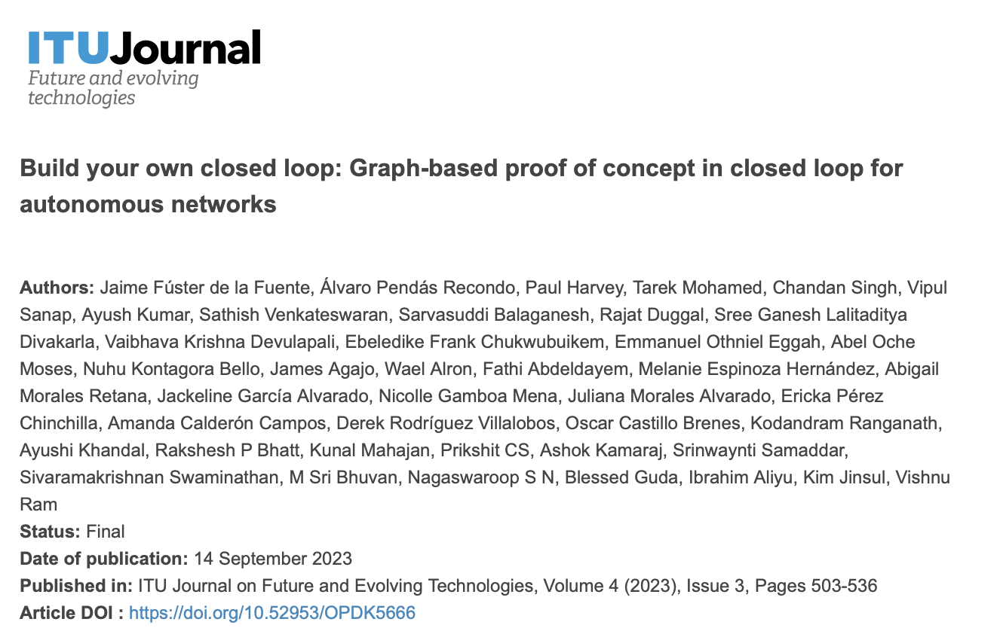 ITUJournal
Future and evolving
technologies
Build your own closed loop: Graph-based proof of concept in closed loop for
autonomous networks
Authors: Jaime Fúster de la Fuente, Álvaro Pendás Recondo, Paul Harvey, Tarek Mohamed, Chandan Singh, Vipul
Sanap, Ayush Kumar, Sathish Venkateswaran, Sarvasuddi Balaganesh, Rajat Duggal, Sree Ganesh Lalitaditya
Divakarla, Vaibhava Krishna Devulapali, Ebeledike Frank Chukwubuikem, Emmanuel Othniel Eggah, Abel Oche
Moses, Nuhu Kontagora Bello, James Agajo, Wael Alron, Fathi Abdeldayem, Melanie Espinoza Hernández, Abigail
Morales Retana, Jackeline García Alvarado, Nicolle Gamboa Mena, Juliana Morales Alvarado, Ericka Pérez
Chinchilla, Amanda Calderón Campos, Derek Rodríguez Villalobos, Oscar Castillo Brenes, Kodandram Ranganath,
Ayushi Khandal, Rakshesh P Bhatt, Kunal Mahajan, Prikshit CS, Ashok Kamaraj, Srinwaynti Samaddar,
Sivaramakrishnan Swaminathan, M Sri Bhuvan, Nagaswaroop S N, Blessed Guda, Ibrahim Aliyu, Kim Jinsul, Vishnu
Ram
Status: Final
Date of publication: 14 September 2023
Published in: ITU Journal on Future and Evolving Technologies, Volume 4 (2023), Issue 3, Pages 503-536
Article DOI : https://doi.org/10.52953/OPDK5666